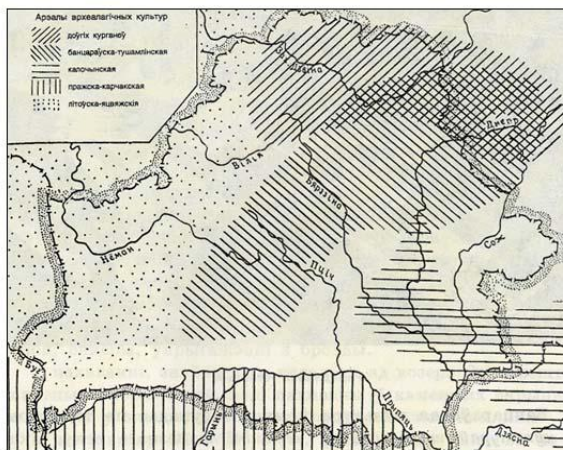 Арэалы археалагічных культур
доўгіх курганоў
банцараўска-тушамлінская
калочынская
пражска-карчакская
літоўска-яцвяжскія
Дзвіна
Днепр
Вілія
Бярэзіна
Сож
Нёман
Пціч
Буг
Гарынь
Прыпяць
Дзясна